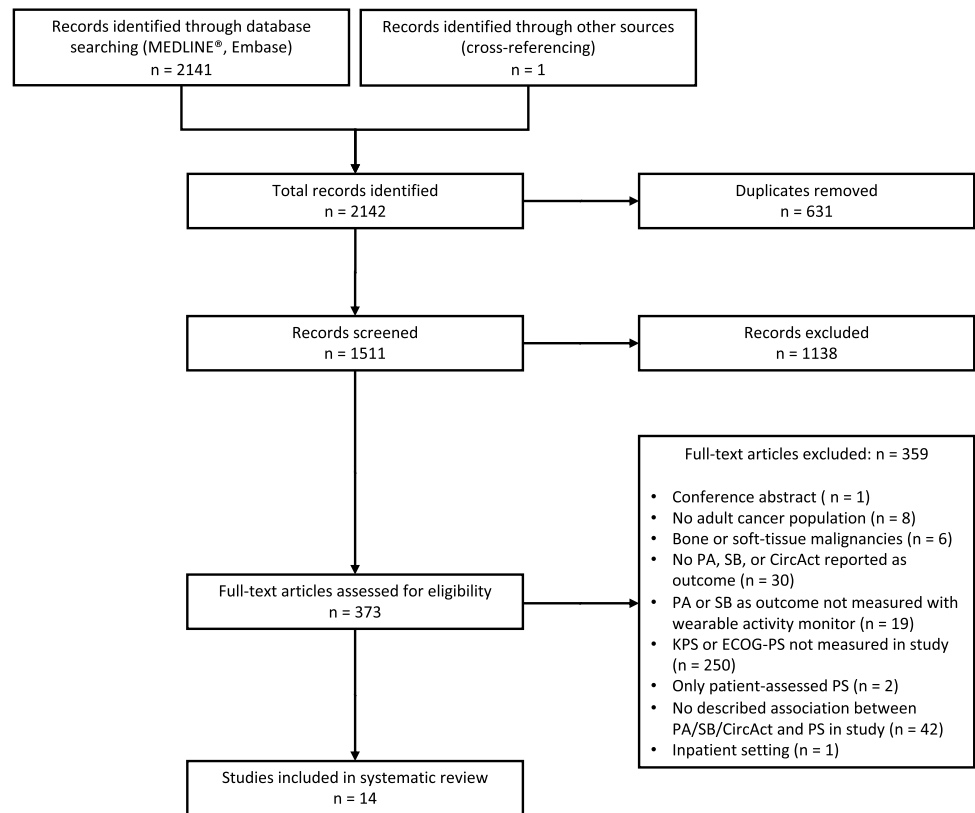 Records identified through database
searching (MEDLINE®, Embase)
n = 2141
Records identified through other sources
(cross-referencing)
n = 1
Total records identified
n = 2142
Duplicates removed
n = 631
Records screened
n = 1511
Records excluded
n = 1138
Full-text articles assessed for eligibility
n = 373
Full-text articles excluded: n = 359
• Conference abstract ( n = 1)
• No adult cancer population (n = 8)
• Bone or soft-tissue malignancies (n = 6)
• No PA, SB, or CircAct reported as
outcome (n = 30)
• PA or SB as outcome not measured with
wearable activity monitor (n = 19)
• KPS or ECOG-PS not measured in study
(n = 250)
• Only patient-assessed PS (n = 2)
• No described association between
PA/SB/CircAct and PS in study (n = 42)
• Inpatient setting (n = 1)
Studies included in systematic review
n = 14